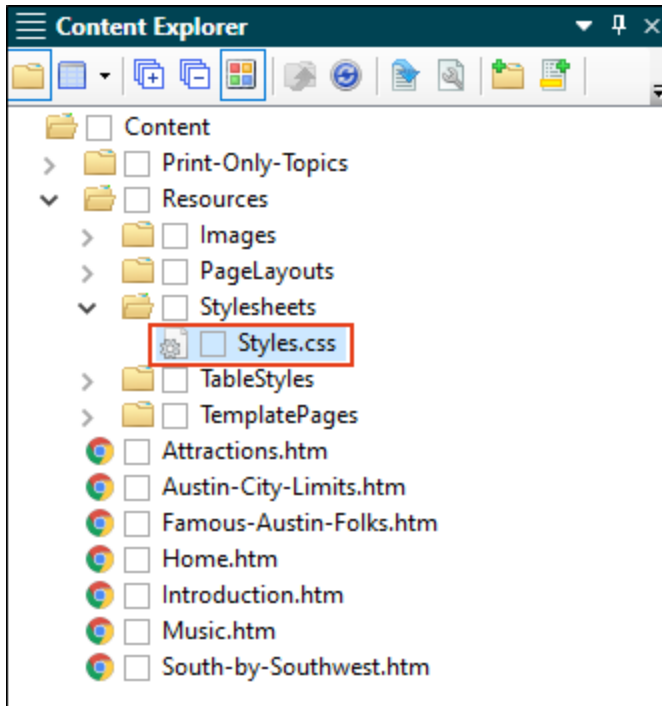 Content Explorer
Content
Print-Only-Topics
Resources
Images
PageLayouts
Stylesheets
Styles.css
TableStyles
TemplatePages
Attractions.htm
Austin-City-Limits.htm
Famous-Austin-Folks.htm
Home.htm
Introduction.htm
Music.htm
South-by-Southwest.htm